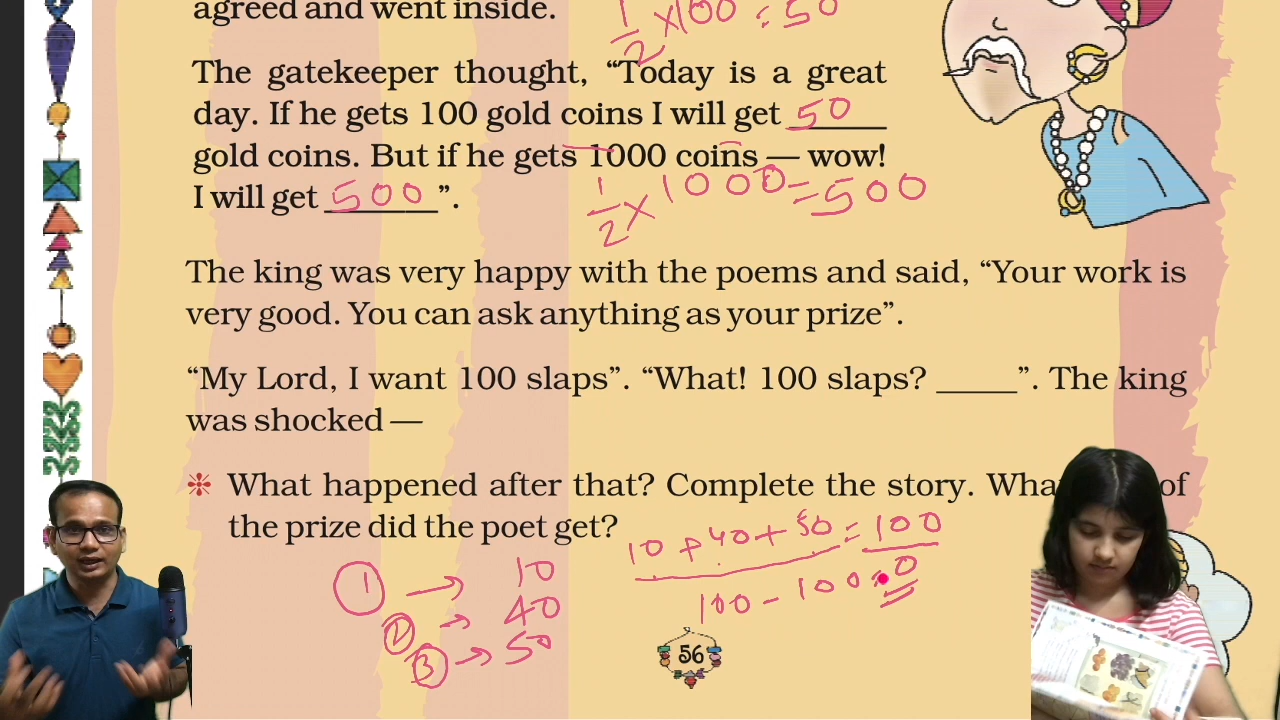 agreed and went inside.
1/2 × 100 = 50
The gatekeeper thought, “Today is a great
day. If he gets 100 gold coins I will get 50
gold coins. But if he gets 1000 coins — wow!
I will get 500”.
1/2 × 1000 = 500
The king was very happy with the poems and said, “Your work is
very good. You can ask anything as your prize”.
“My Lord, I want 100 slaps”. “What! 100 slaps? _____”. The king
was shocked —
❉ What happened after that? Complete the story. of
the prize did the poet get?
10 + 40 + 50 = 100
100 - 100 = 0
1 → 10
→ 40
3 → 50
56